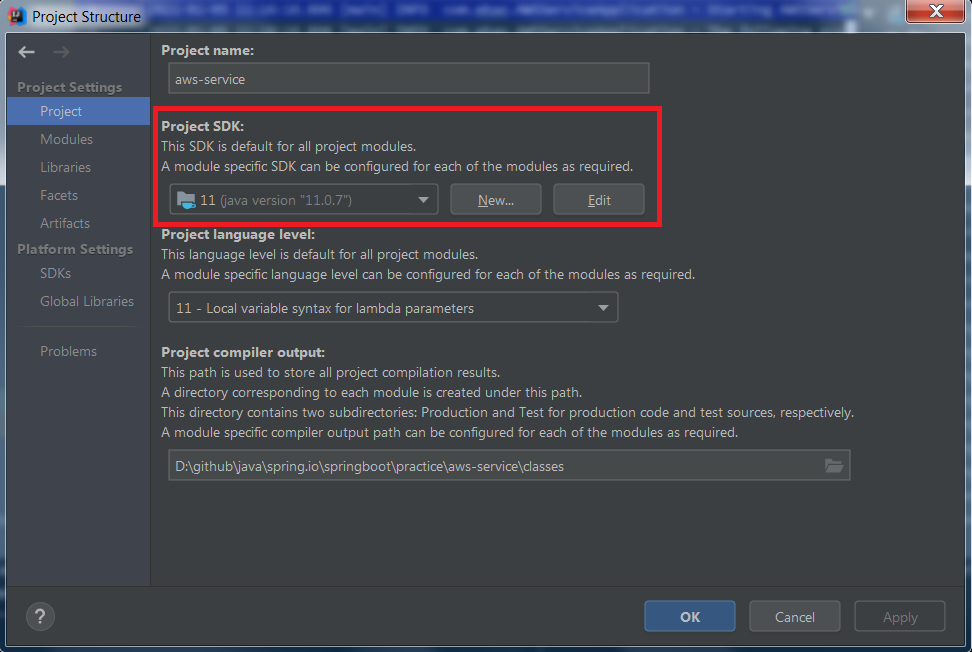 Project Structure
Project Settings
Project
Modules
Libraries
Facets
Artifacts
Platform Settings
SDKs
Global Libraries
Problems
Project name:
aws-service
Project SDK:
This SDK is default for all project modules.
A module specific SDK can be configured for each of the modules as required.
11 (java version "11.0.7")
New...
Edit
Project language level:
This language level is default for all project modules.
A module specific language level can be configured for each of the modules as required.
11 - Local variable syntax for lambda parameters
Project compiler output:
This path is used to store all project compilation results.
A directory corresponding to each module is created under this path.
This directory contains two subdirectories: Production and Test for production code and test sources, respectively.
A module specific compiler output path can be configured for each of the modules as required.
D:\github\java\spring.io\springboot\practice\aws-service\classes
?
OK
Cancel
Apply